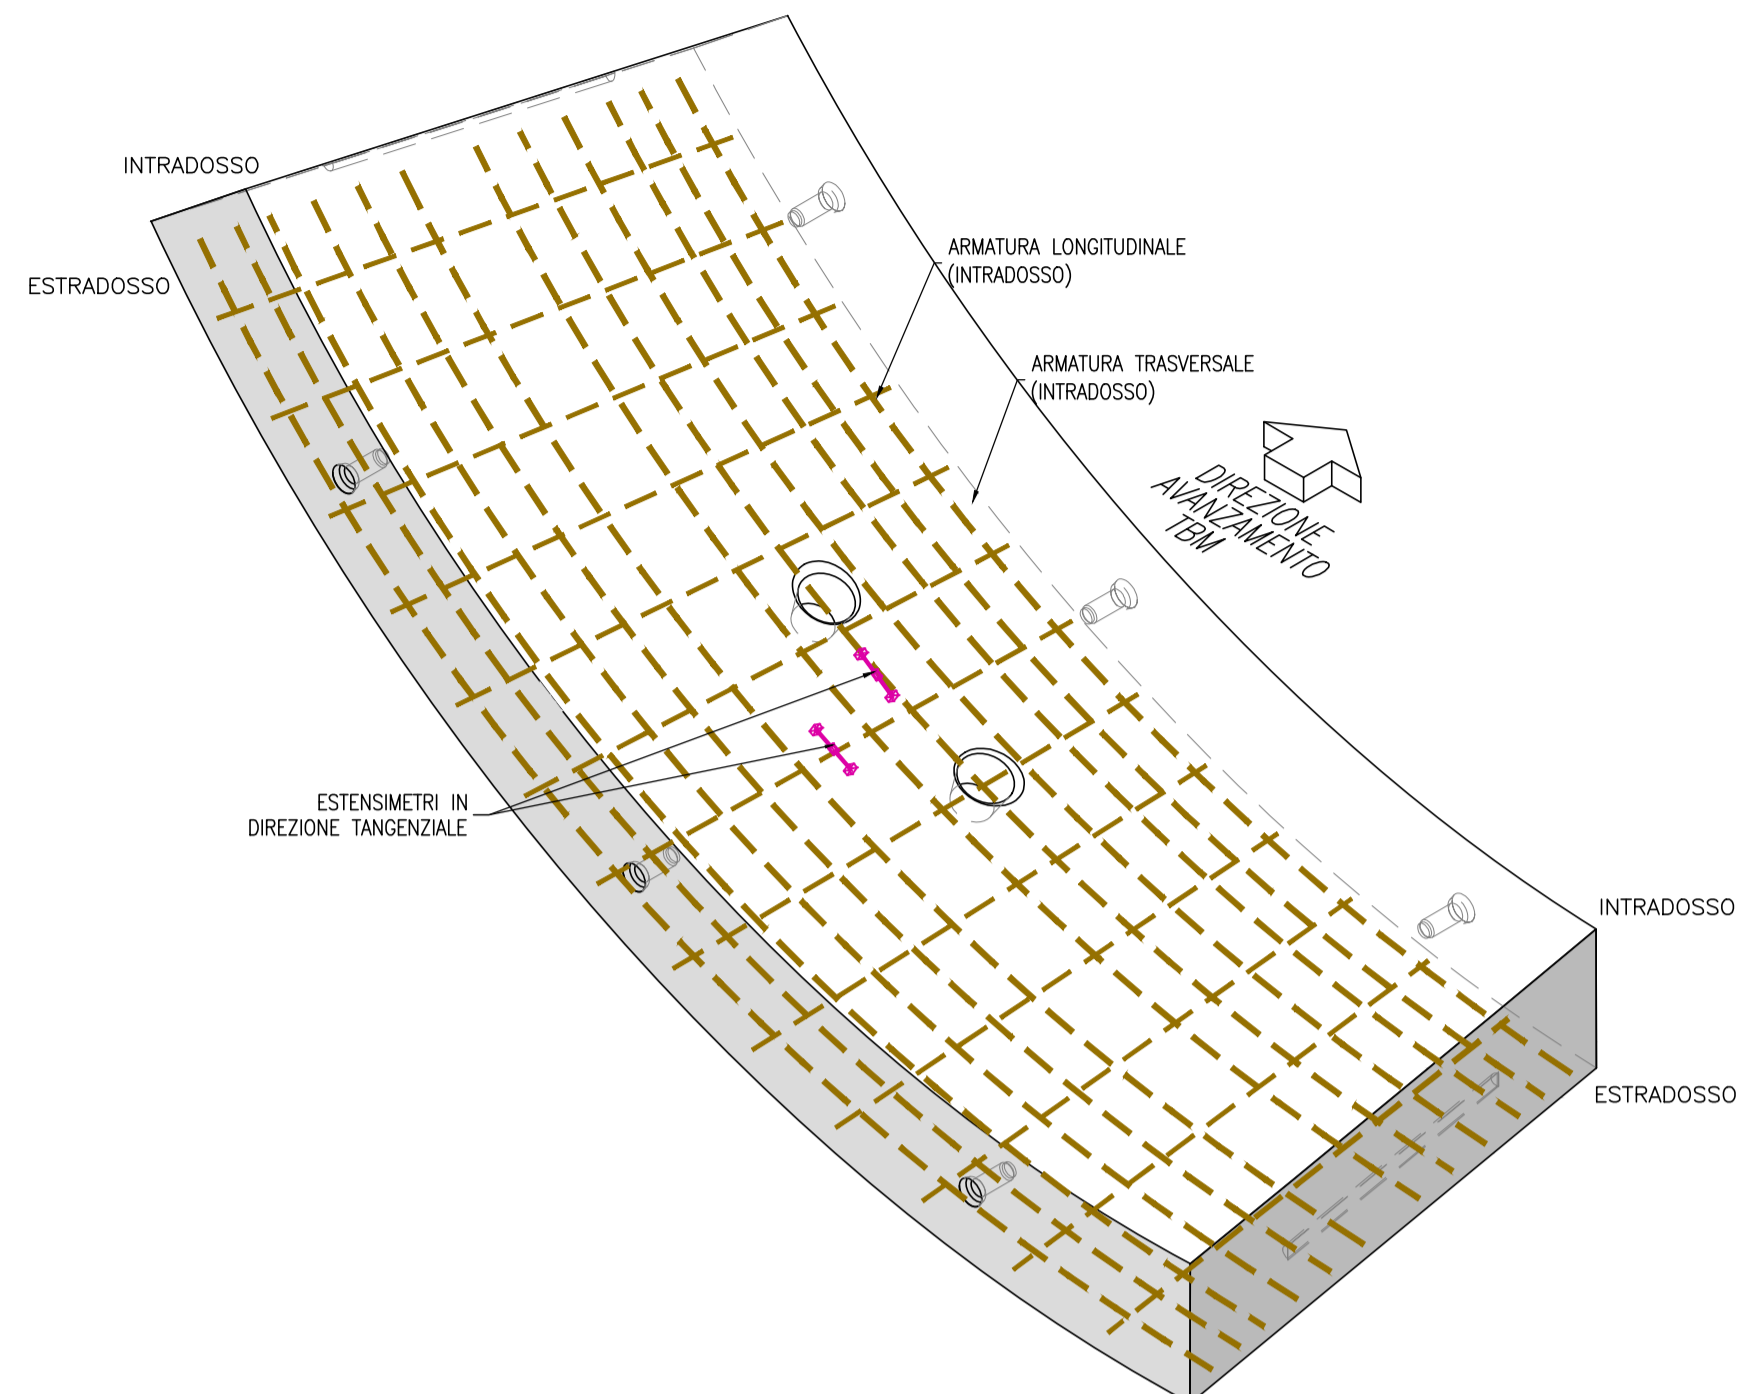 INTRADOSSO
ESTRADOSSO
ARMATURA LONGITUDINALE
(INTRADOSSO)
ARMATURA TRASVERSALE
(INTRADOSSO)
DIREZIONE
AVANZAMENTO
TBM
ESTENSIMETRI IN
DIREZIONE TANGENZIALE
INTRADOSSO
ESTRADOSSO